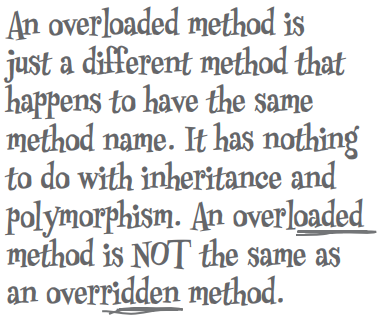 An overloaded method is
just a different method that
happens to have the same
method name. It has nothing
to do with inheritance and
polymorphism. An overloaded
method is NOT the same as
an overridden method.